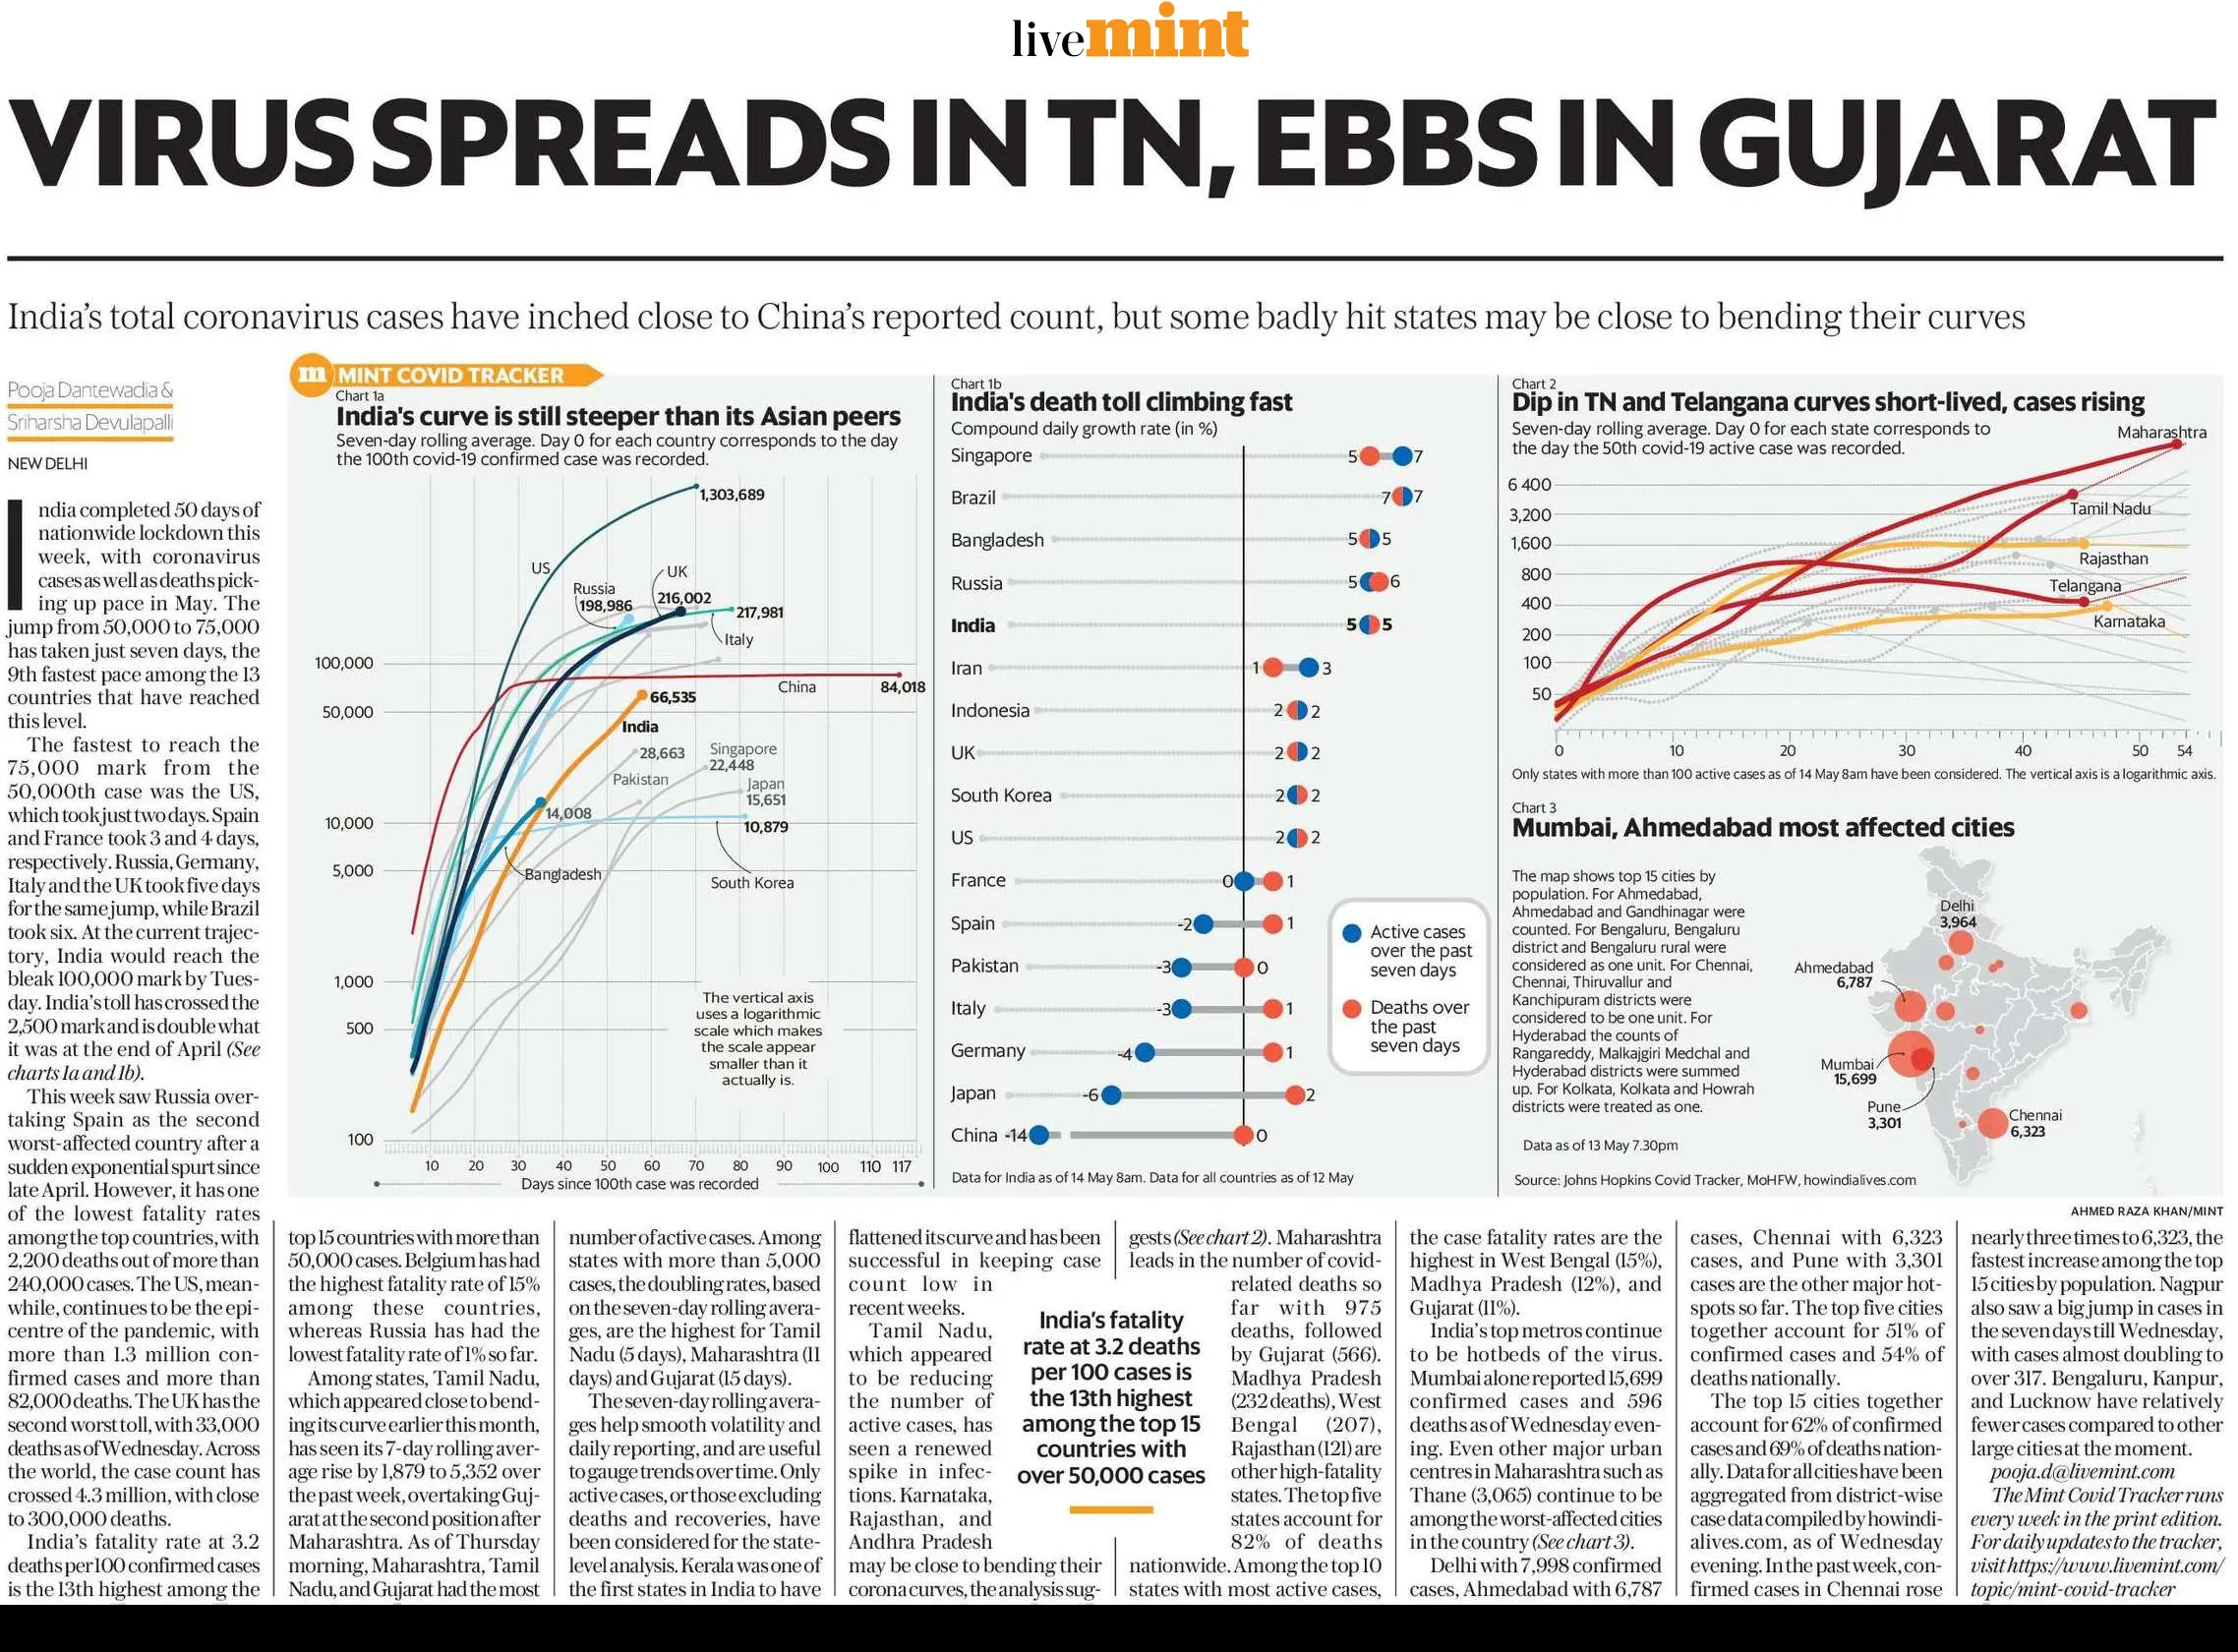 livemint
VIRUS SPREADS IN TN, EBBS IN GUJARAT
India's total coronavirus cases have inched close to China's reported count, but some badly hit states may be close to bending their curves
Pooja Dantewadia &
Sriharsha Devulapalli
NEW DELHI
India completed 50 days of
nationwide lockdown this
week, with coronavirus
cases as well as deaths pick-
ing up pace in May. The
jump from 50,000 to 75,000
has taken just seven days, the
9th fastest pace among the 13
countries that have reached
this level.
The fastest to reach the
75,000 mark from the
50,000th case was the US,
which took just two days. Spain
and France took 3 and 4 days,
respectively. Russia, Germany,
Italy and the UK took five days
for the same jump, while Brazil
took six. At the current trajec-
tory, India would reach the
bleak 100,000 mark by Tues-
day. India's toll has crossed the
2,500 mark and is double what
it was at the end of April (See
charts 1a and 1b).
This week saw Russia over-
taking Spain as the second
worst-affected country after a
sudden exponential spurt since
late April. However, it has one
of the lowest fatality rates
among the top countries, with
2,200 deaths out of more than
240,000 cases. The US, mean-
while, continues to be the epi-
centre of the pandemic, with
more than 1.3 million con-
firmed cases and more than
82,000 deaths. The UK has the
second worst toll, with 33,000
deaths as of Wednesday. Across
the world, the case count has
crossed 4.3 million, with close
to 300,000 deaths.
India's fatality rate at 3.2
deaths per 100 confirmed cases
is the 13th highest among the
m MINT COVID TRACKER
Chart 1a
India's curve is still steeper than its Asian peers
Seven-day rolling average. Day 0 for each country corresponds to the day
the 100th covid-19 confirmed case was recorded.
1,303,689
US
Russia
198,986
UK
216,002
217,981
Italy
100,000
China
84,018
66,535
50,000
India
28,663
Singapore
22,448
Pakistan
Japan
15,651
14,008
10,000
10,879
5,000
Bangladesh
South Korea
1,000
500
100
The vertical axis
uses a logarithmic
scale which makes
the scale appear
smaller than it
actually is.
10 20 30 40 50 60 70 80 90 100 110 117
Days since 100th case was recorded
Chart 1b
India's death toll climbing fast
Compound daily growth rate (in %)
Singapore 5 7
Brazil 7 7
Bangladesh 5 5
Russia 5 6
India 5 5
Iran 1 3
Indonesia 2 2
UK 2 2
South Korea 2 2
US 2 2
France 0 1
Spain -2 1
Pakistan -3 0
Italy -3 1
Germany -4 1
Japan -6 2
China -14 0
Active cases
over the past
seven days
Deaths over
the past
seven days
Data for India as of 14 May 8am. Data for all countries as of 12 May
Chart 2
Dip in TN and Telangana curves short-lived, cases rising
Seven-day rolling average. Day 0 for each state corresponds to
the day the 50th covid-19 active case was recorded.
Maharashtra
6 400
Tamil Nadu
3,200
1,600
Rajasthan
800
Telangana
400
Karnataka
200
100
50
0 10 20 30 40 50 54
Only states with more than 100 active cases as of 14 May 8am have been considered. The vertical axis is a logarithmic axis.
Chart 3
Mumbai, Ahmedabad most affected cities
The map shows top 15 cities by
population. For Ahmedabad,
Ahmedabad and Gandhinagar were
counted. For Bengaluru, Bengaluru
district and Bengaluru rural were
considered as one unit. For Chennai,
Chennai, Thiruvallur and
Kanchipuram districts were
considered to be one unit. For
Hyderabad the counts of
Rangareddy, Malkajgiri Medchal and
Hyderabad districts were summed
up. For Kolkata, Kolkata and Howrah
districts were treated as one.
Data as of 13 May 7.30pm
Delhi
3,964
Ahmedabad
6,787
Mumbai
15,699
Pune
3,301
Chennai
6,323
Source: Johns Hopkins Covid Tracker, MoHFW, howindialives.com
AHMED RAZA KHAN/MINT
top 15 countries with more than
50,000 cases. Belgium has had
the highest fatality rate of 15%
among these countries,
whereas Russia has had the
lowest fatality rate of 1% so far.
Among states, Tamil Nadu,
which appeared close to bend-
ing its curve earlier this month,
has seen its 7-day rolling aver-
age rise by 1,879 to 5,352 over
the past week, overtaking Guj-
arat at the second position after
Maharashtra. As of Thursday
morning, Maharashtra, Tamil
Nadu, and Gujarat had the most
number of active cases. Among
states with more than 5,000
cases, the doubling rates, based
on the seven-day rolling avera-
ges, are the highest for Tamil
Nadu (5 days), Maharashtra (11
days) and Gujarat (15 days).
The seven-day rolling avera-
ges help smooth volatility and
daily reporting, and are useful
to gauge trends over time. Only
active cases, or those excluding
deaths and recoveries, have
been considered for the state-
level analysis. Kerala was one of
the first states in India to have
flattened its curve and has been
successful in keeping case
count low in
recent weeks.
Tamil Nadu,
which appeared
to be reducing
the number of
active cases, has
seen a renewed
spike in infec-
tions. Karnataka,
Rajasthan, and
Andhra Pradesh
may be close to bending their
corona curves, the analysis sug-
India's fatality
rate at 3.2 deaths
per 100 cases is
the 13th highest
among the top 15
countries with
over 50,000 cases
gests (See chart 2). Maharashtra
leads in the number of covid-
related deaths so
far with 975
deaths, followed
by Gujarat (566).
Madhya Pradesh
(232 deaths), West
Bengal (207),
Rajasthan (121) are
other high-fatality
states. The top five
states account for
82% of deaths
nationwide. Among the top 10
states with most active cases,
the case fatality rates are the
highest in West Bengal (15%),
Madhya Pradesh (12%), and
Gujarat (11%).
India's top metros continue
to be hotbeds of the virus.
Mumbai alone reported 15,699
confirmed cases and 596
deaths as of Wednesday even-
ing. Even other major urban
centres in Maharashtra such as
Thane (3,065) continue to be
among the worst-affected cities
in the country (See chart 3).
Delhi with 7,998 confirmed
cases, Ahmedabad with 6,787
cases, Chennai with 6,323
cases, and Pune with 3,301
cases are the other major hot-
spots so far. The top five cities
together account for 51% of
confirmed cases and 54% of
deaths nationally.
The top 15 cities together
account for 62% of confirmed
cases and 69% of deaths nation-
ally. Data for all cities have been
aggregated from district-wise
case data compiled by howindi-
alives.com, as of Wednesday
evening. In the past week, con-
firmed cases in Chennai rose
nearly three times to 6,323, the
fastest increase among the top
15 cities by population. Nagpur
also saw a big jump in cases in
the seven days till Wednesday,
with cases almost doubling to
over 317. Bengaluru, Kanpur,
and Lucknow have relatively
fewer cases compared to other
large cities at the moment.
pooja.d@livemint.com
The Mint Covid Tracker runs
every week in the print edition.
For daily updates to the tracker,
visit https://www.livemint.com/
topic/mint-covid-tracker